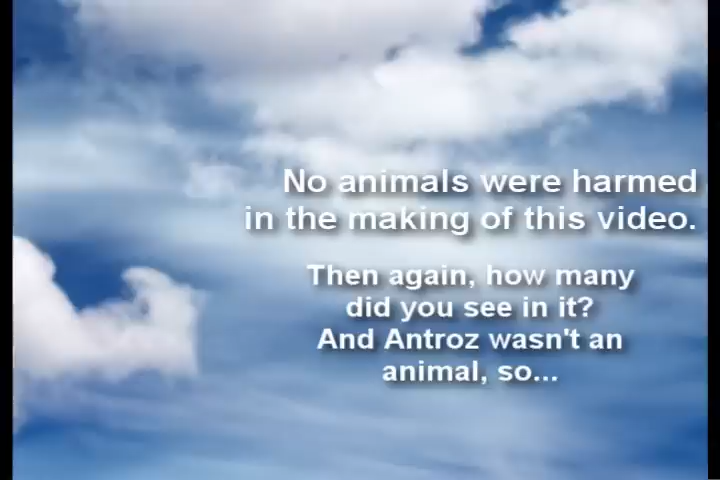 No animals were harmed
in the making of this video.
Then again, how many
did you see in it?
And Antroz wasn't an
animal, so...